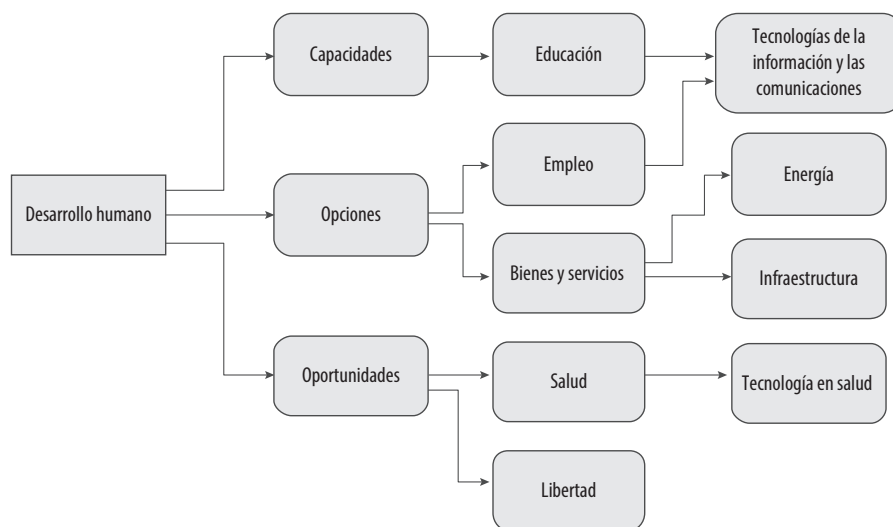 Capacidades
Educación
Tecnologías de la
información y las
comunicaciones
Desarrollo humano
Opciones
Empleo
Energía
Bienes y servicios
Infraestructura
Oportunidades
Salud
Tecnología en salud
Libertad